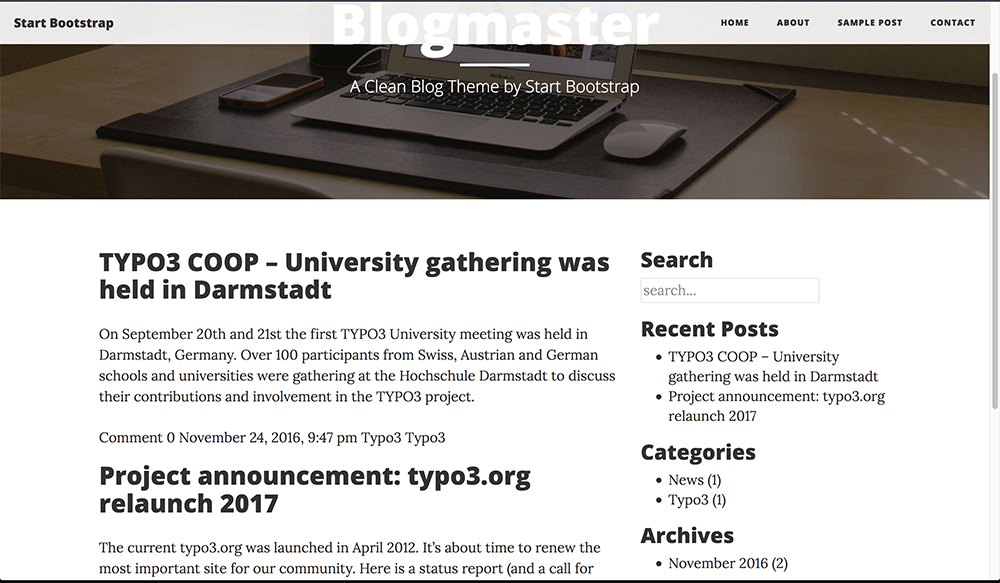 Start Bootstrap
HOME ABOUT SAMPLE POST CONTACT
Blogmaster
A Clean Blog Theme by Start Bootstrap
TYPO3 COOP – University gathering was
held in Darmstadt
On September 20th and 21st the first TYPO3 University meeting was held in
Darmstadt, Germany. Over 100 participants from Swiss, Austrian and German
schools and universities were gathering at the Hochschule Darmstadt to discuss
their contributions and involvement in the TYPO3 project.
Comment 0 November 24, 2016, 9:47 pm Typo3 Typo3
Project announcement: typo3.org
relaunch 2017
The current typo3.org was launched in April 2012. It’s about time to renew the
most important site for our community. Here is a status report (and a call for
Search
search...
Recent Posts
TYPO3 COOP – University
gathering was held in Darmstadt
Project announcement: typo3.org
relaunch 2017
Categories
News (1)
Typo3 (1)
Archives
November 2016 (2)